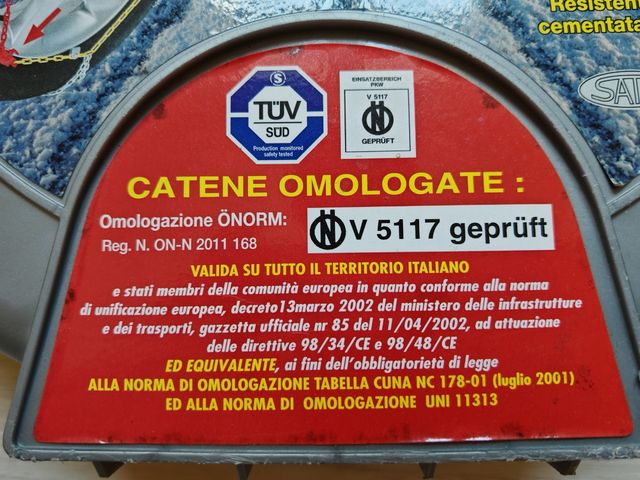 Resistent
cementata
SAT
S
TÜV
SÜD
Production monitored
safety tested
EINSATZBEREICH
PKW
V 5117
GEPRÜFT
CATENE OMOLOGATE :
Omologazione ÖNORM:
Reg. N. ON-N 2011 168
V 5117 geprüft
VALIDA SU TUTTO IL TERRITORIO ITALIANO
e stati membri della comunità europea in quanto conforme alla norma
di unificazione europea, decreto13marzo 2002 del ministero delle infrastrutture
e dei trasporti, gazzetta ufficiale nr 85 del 11/04/2002, ad attuazione
delle direttive 98/34/CE e 98/48/CE
ED EQUIVALENTE, ai fini dell'obbligatorietà di legge
ALLA NORMA DI OMOLOGAZIONE TABELLA CUNA NC 178-01 (luglio 2001)
ED ALLA NORMA DI OMOLOGAZIONE UNI 11313